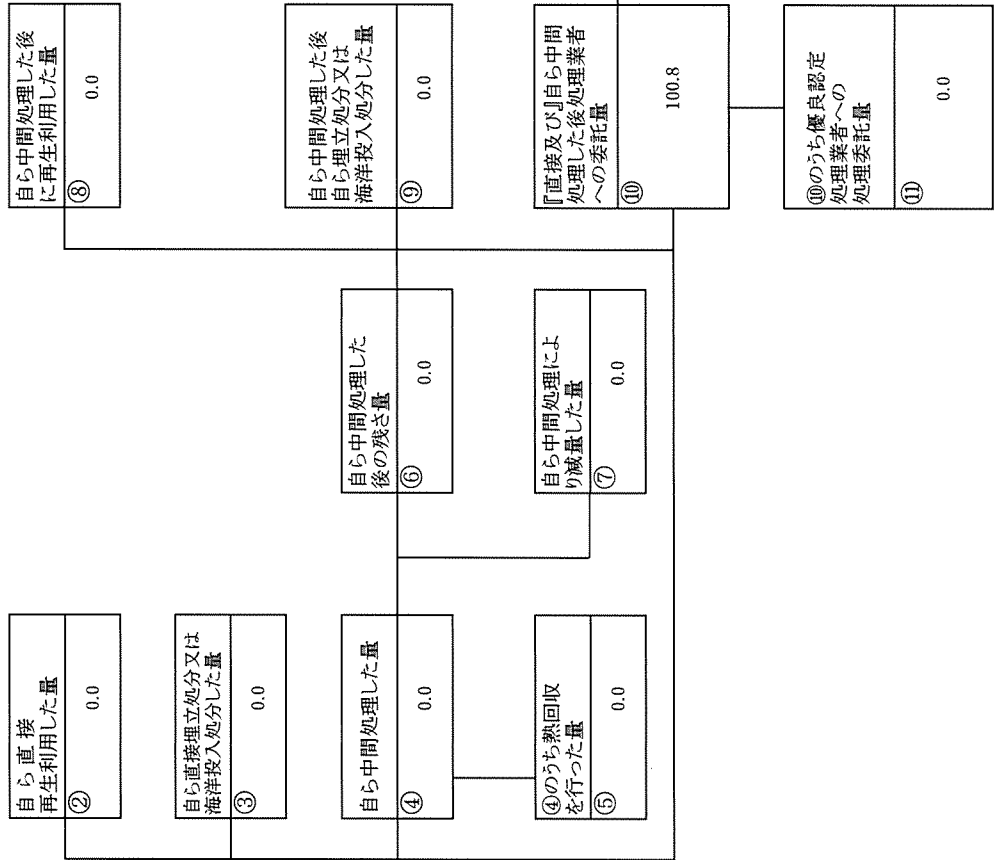 自ら直接
再生利用した量
②
0.0
自ら直接埋立処分又は
海洋投入処分した量
③
0.0
自ら中間処理した量
④
0.0
④のうち熱回収
を行った量
⑤
0.0
自ら中間処理した
後の残さ量
⑥
0.0
自ら中間処理によ
り減量した量
⑦
0.0
自ら中間処理した後
に再生利用した量
⑧
0.0
自ら中間処理した後
自ら埋立処分又は
海洋投入処分した量
⑨
0.0
『直接及び』自ら中間
処理した後処理業者
への委託量
⑩
100.8
⑩のうち優良認定
処理業者への
処理委託量
⑪
0.0